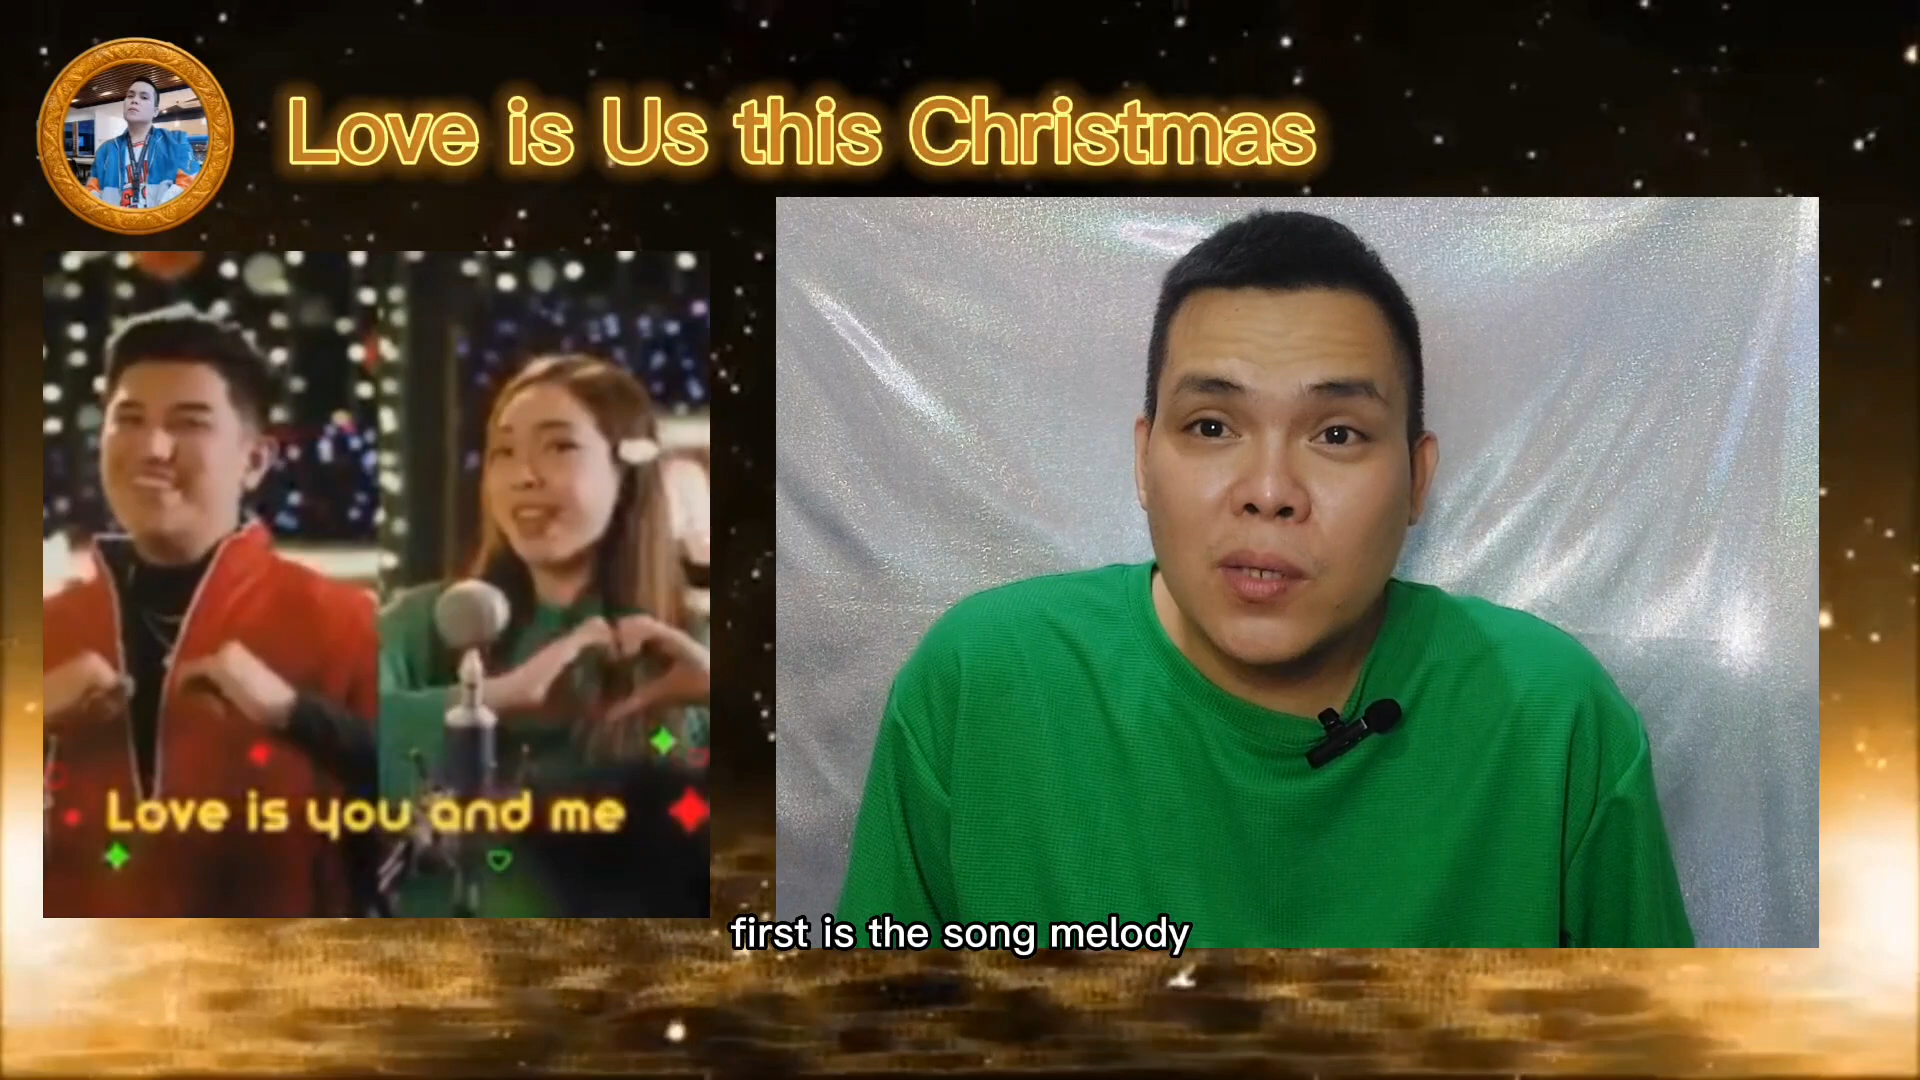 Love is Us this Christmas
Love is you and me
first is the song melody